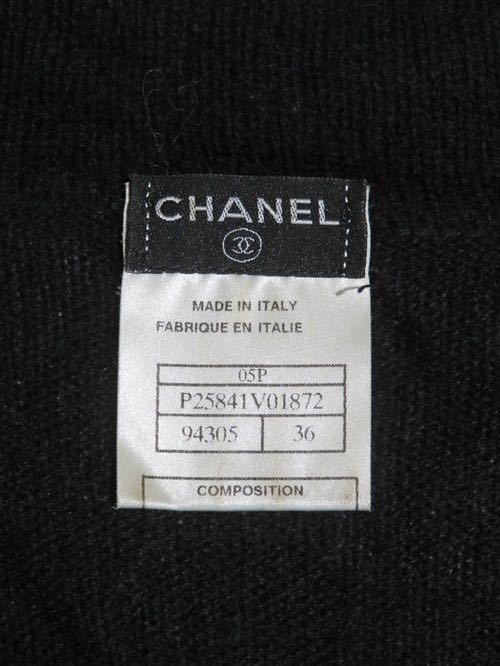 CHANEL
MADE IN ITALY
FABRIQUE EN ITALIE
05P
P25841V01872
94305 36
COMPOSITION